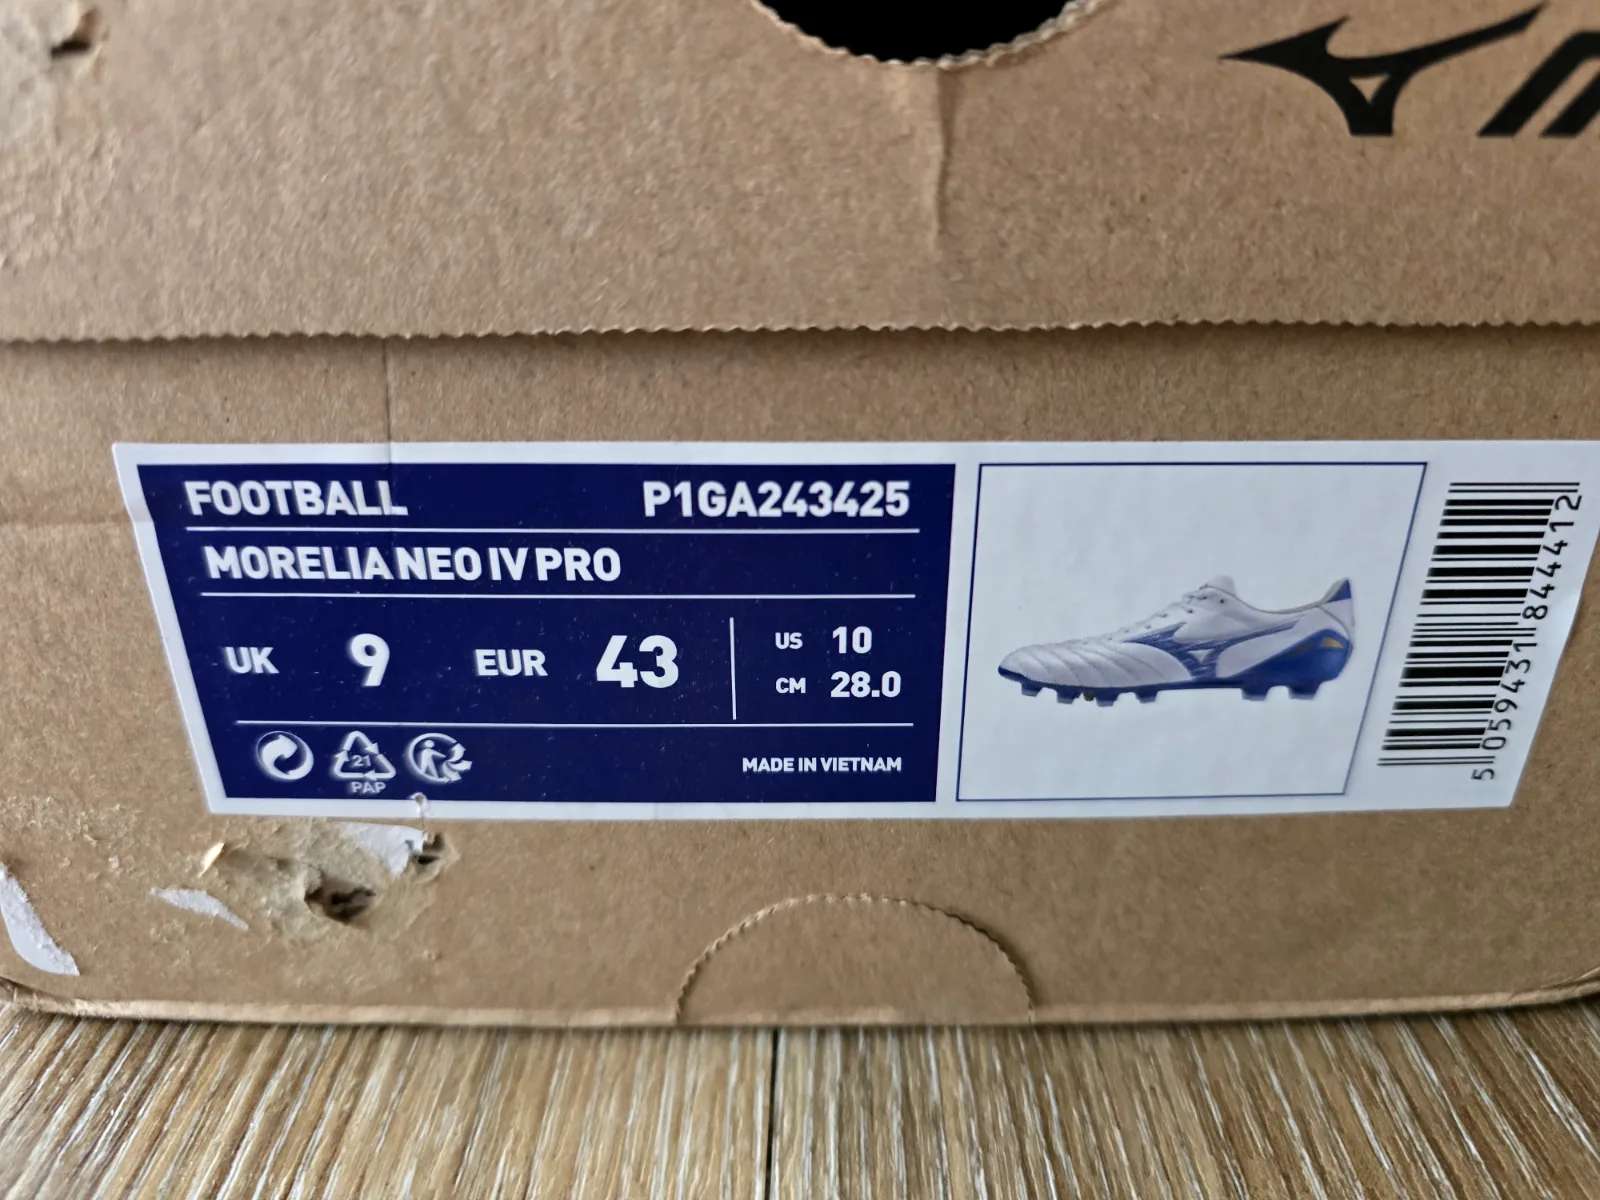 FOOTBALL P1GA243425
MORELIA NEO IV PRO
UK 9 EUR 43 US 10
CM 28.0
21
PAP
MADE IN VIETNAM
5 059431 844412